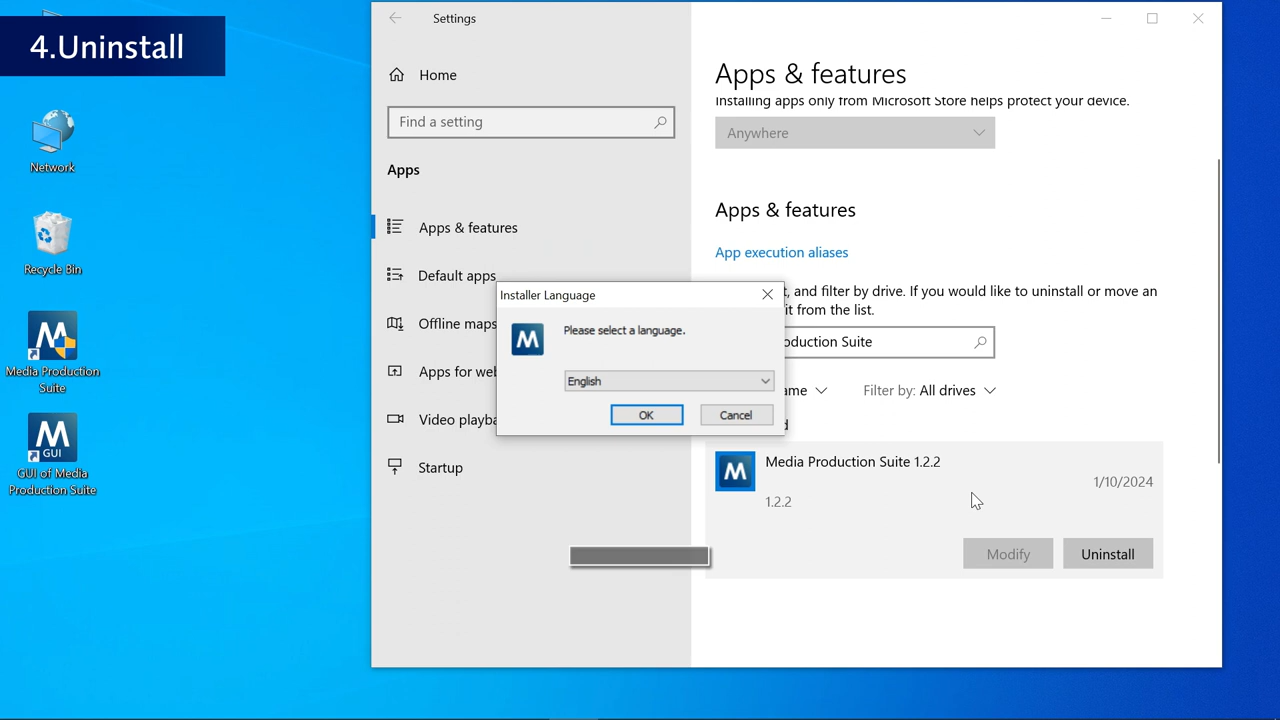 4.Uninstall
Network
Recycle Bin
M
Media Production
Suite
M
GUI
GUI of Media
Production Suite
Settings
Home
Find a setting
Apps
Apps & features
Default apps
Offline maps
Apps for web
Video playba
Startup
Apps & features
Installing apps only from Microsoft Store helps protect your device.
Anywhere
Apps & features
App execution aliases
t, and filter by drive. If you would like to uninstall or move an
it from the list.
oduction Suite
ame
Filter by: All drives
d
M
Media Production Suite 1.2.2
1.2.2
1/10/2024
Modify
Uninstall
Installer Language
M
Please select a language.
English
OK
Cancel